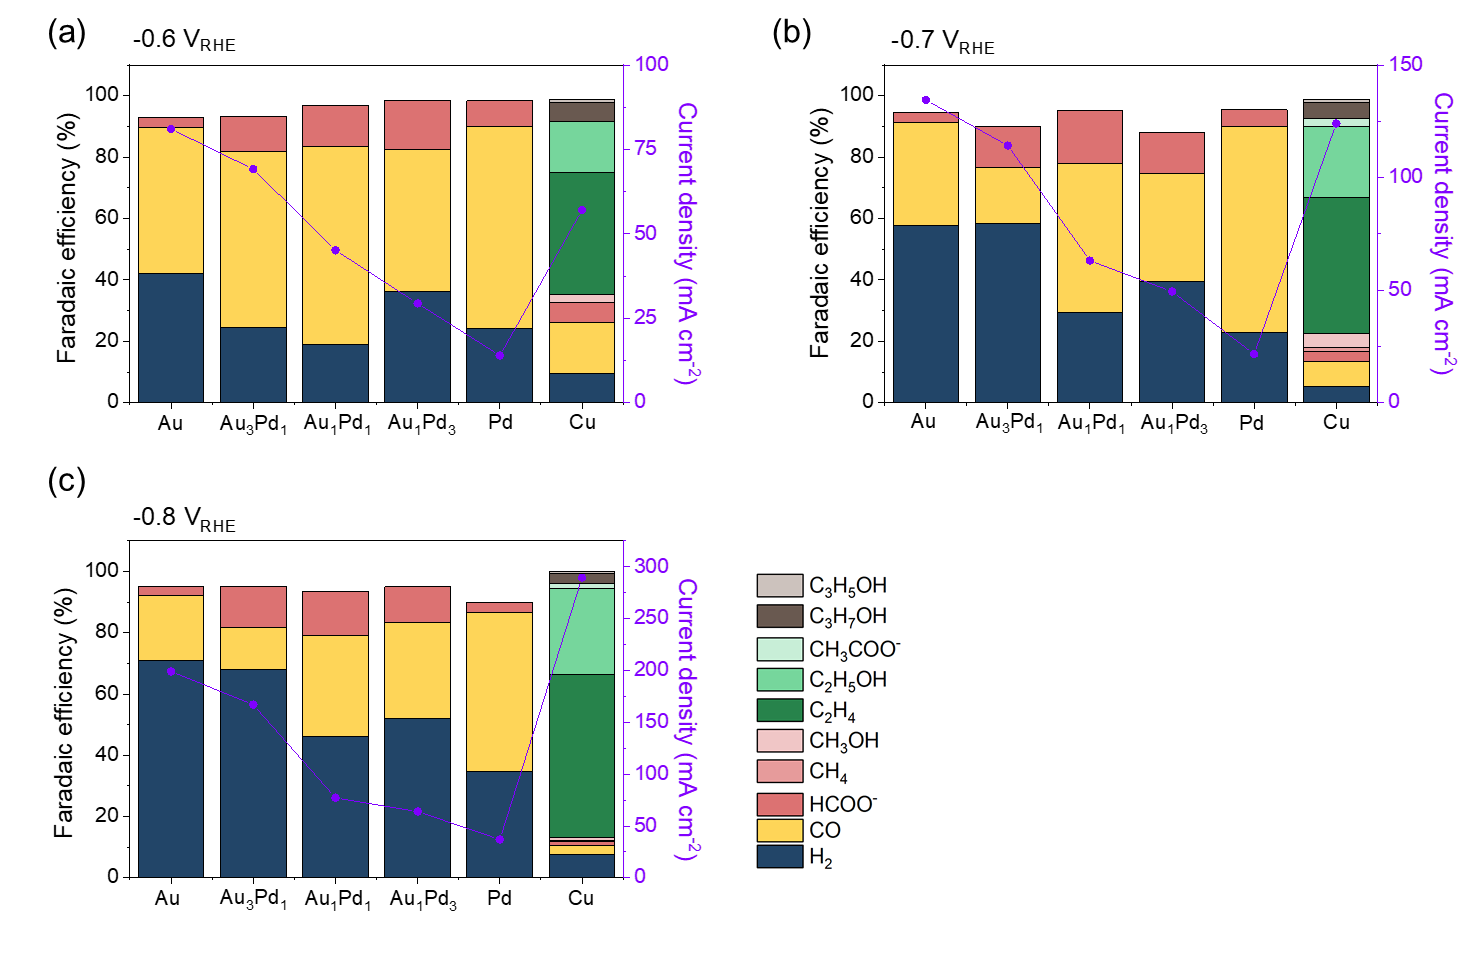 (a)
-0.6 VRHE
Faradaic efficiency (%)
100
80
60
40
20
0
Au
Au3Pd1
Au1Pd1
Au1Pd3
Pd
Cu
100
75
50
25
0
Current density (mA cm-2)
(b)
-0.7 VRHE
Faradaic efficiency (%)
100
80
60
40
20
0
Au
Au3Pd1
Au1Pd1
Au1Pd3
Pd
Cu
150
100
50
0
Current density (mA cm-2)
(c)
-0.8 VRHE
Faradaic efficiency (%)
100
80
60
40
20
0
Au
Au3Pd1
Au1Pd1
Au1Pd3
Pd
Cu
300
250
200
150
100
50
0
Current density (mA cm-2)
C3H5OH
C3H7OH
CH3COO-
C2H5OH
C2H4
CH3OH
CH4
HCOO-
CO
H2